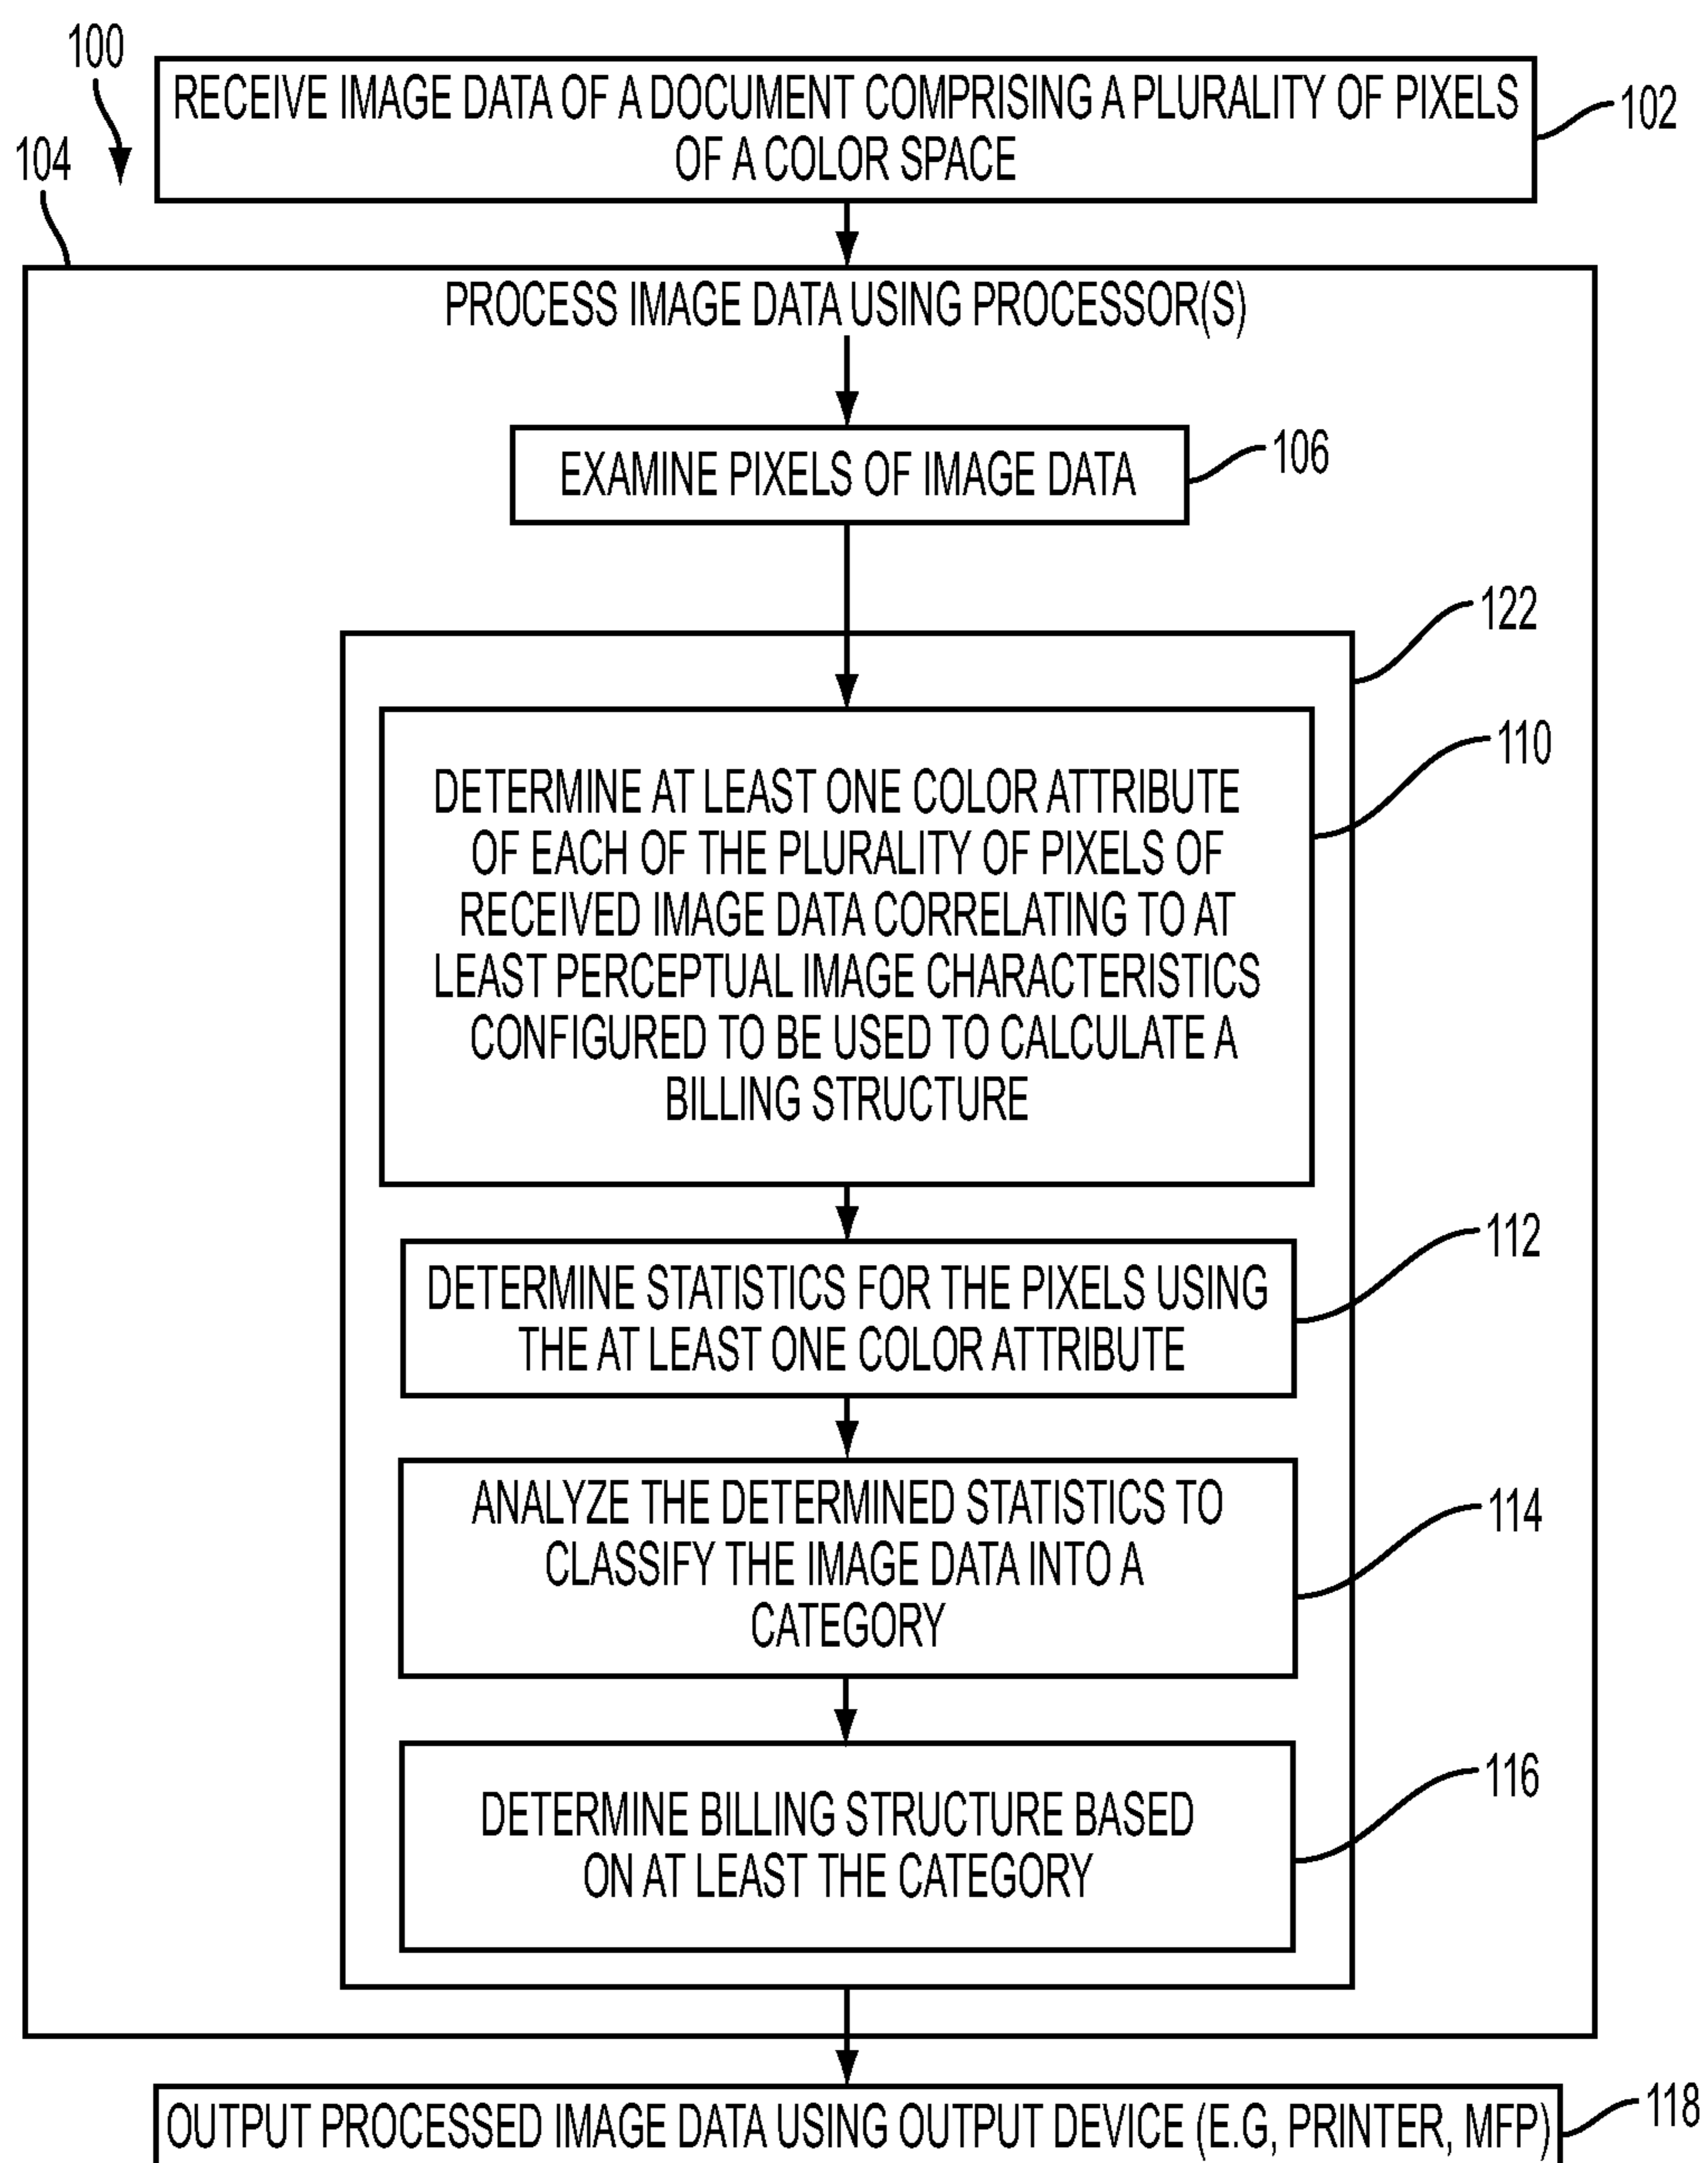 100
RECEIVE IMAGE DATA OF A DOCUMENT COMPRISING A PLURALITY OF PIXELS
OF A COLOR SPACE
102
104
PROCESS IMAGE DATA USING PROCESSOR(S)
EXAMINE PIXELS OF IMAGE DATA
106
122
110
DETERMINE AT LEAST ONE COLOR ATTRIBUTE
OF EACH OF THE PLURALITY OF PIXELS OF
RECEIVED IMAGE DATA CORRELATING TO AT
LEAST PERCEPTUAL IMAGE CHARACTERISTICS
CONFIGURED TO BE USED TO CALCULATE A
BILLING STRUCTURE
112
DETERMINE STATISTICS FOR THE PIXELS USING
THE AT LEAST ONE COLOR ATTRIBUTE
ANALYZE THE DETERMINED STATISTICS TO
CLASSIFY THE IMAGE DATA INTO A
CATEGORY
114
116
DETERMINE BILLING STRUCTURE BASED
ON AT LEAST THE CATEGORY
OUTPUT PROCESSED IMAGE DATA USING OUTPUT DEVICE (E.G, PRINTER, MFP)
118